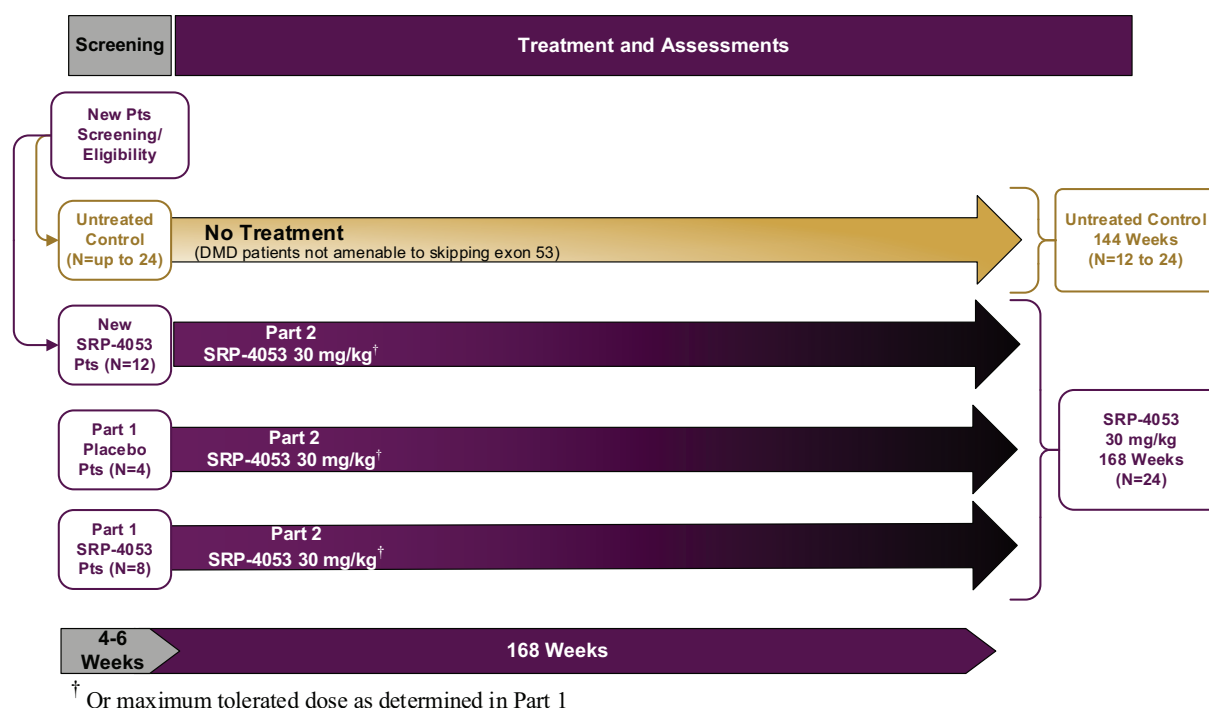 Screening
Treatment and Assessments
New Pts
Screening/
Eligibility
Untreated
Control
(N=up to 24)
No Treatment
(DMD patients not amenable to skipping exon 53)
Untreated Control
144 Weeks
(N=12 to 24)
New
SRP-4053
Pts (N=12)
Part 2
SRP-4053 30 mg/kg†
Part 1
Placebo
Pts (N=4)
Part 2
SRP-4053 30 mg/kg†
SRP-4053
30 mg/kg
168 Weeks
(N=24)
Part 1
SRP-4053
Pts (N=8)
Part 2
SRP-4053 30 mg/kg†
4-6
Weeks
168 Weeks
† Or maximum tolerated dose as determined in Part 1